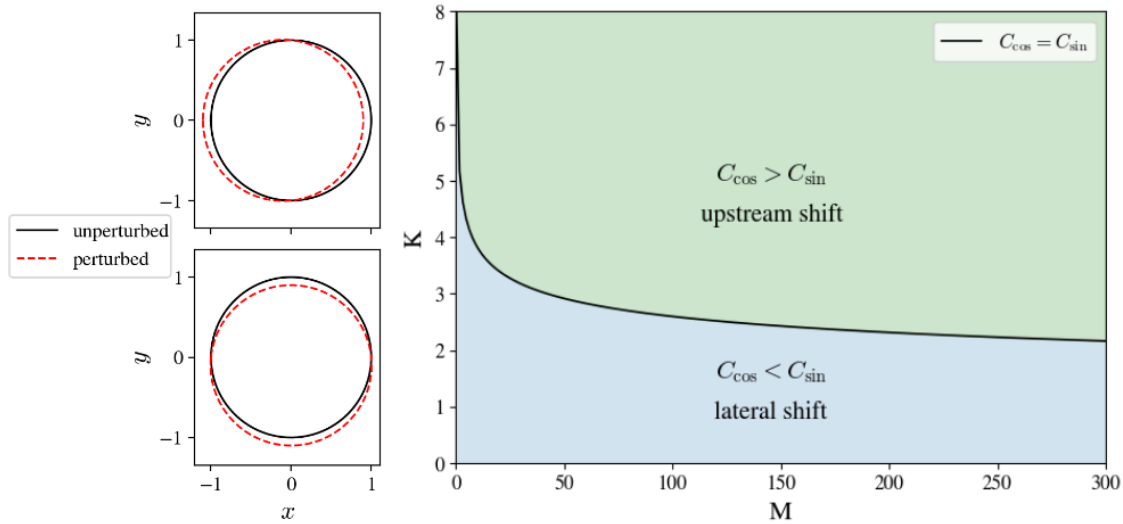 1
y
0
−1
unperturbed
perturbed
1
y
0
−1
−1
0
1
x
8
7
6
5
4
3
2
1
0
K
C_cos = C_sin
C_cos > C_sin
upstream shift
C_cos < C_sin
lateral shift
0
50
100
150
200
250
300
M